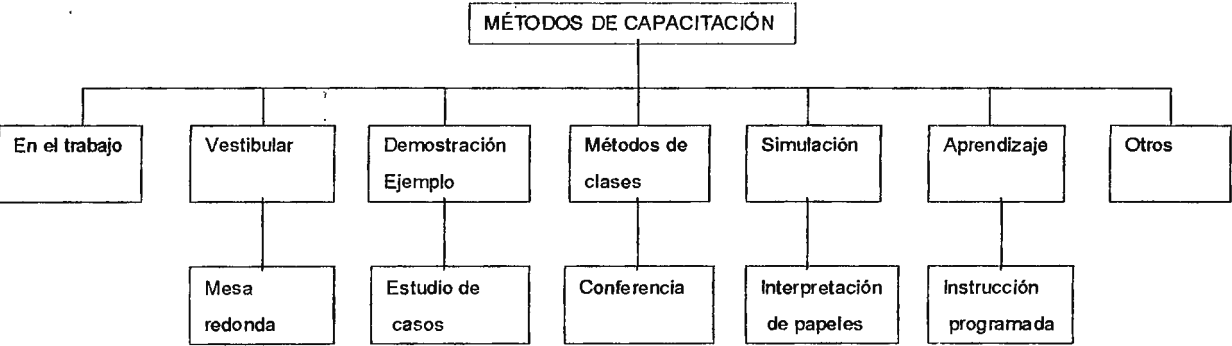 MÉTODOS DE CAPACITACIÓN
En el trabajo
Vestibular
Demostración
Ejemplo
Métodos de
clases
Simulación
Aprendizaje
Otros
Mesa
redonda
Estudio de
casos
Conferencia
Interpretación
de papeles
Instrucción
programada